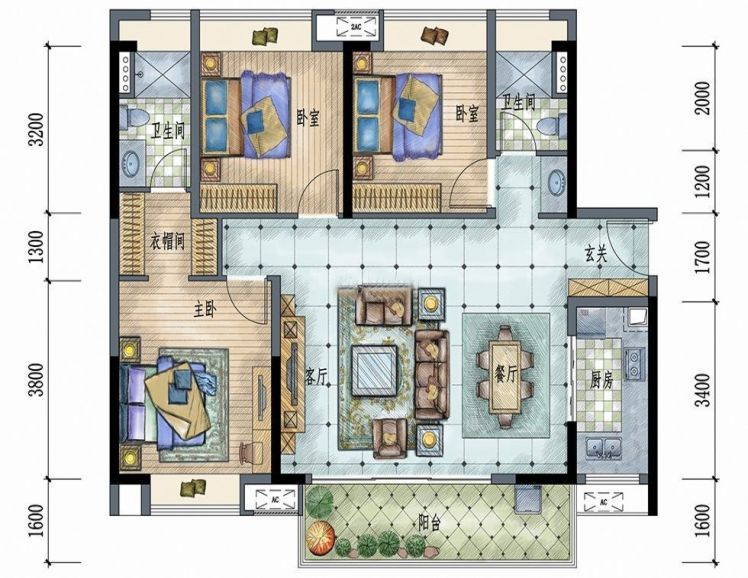 2AC
3200
1300
3800
1600
卫生间
卧室
卧室
卫生间
衣帽间
玄关
主卧
客厅
餐厅
厨房
阳台
AC
AC
2000
1200
1700
3400
1600